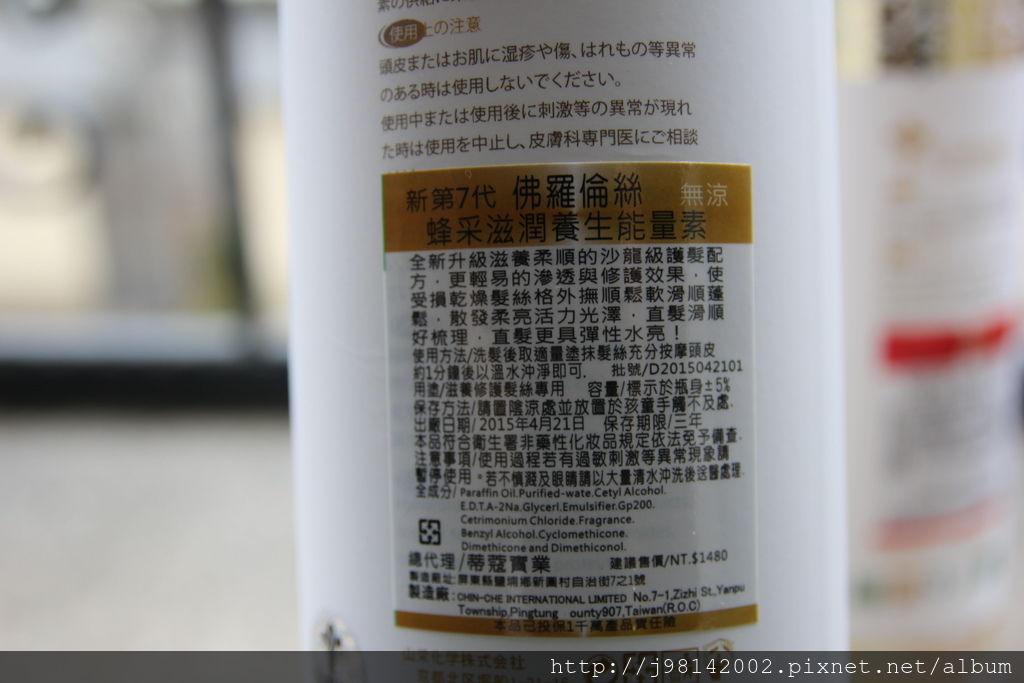 使用上の注意
頭皮またはお肌に湿疹や傷、はれもの等異常
のある時は使用しないでください。
使用中または使用後に刺激等の異常が現れ
た時は使用を中止し、皮膚科専門医にご相談
新第7代 佛羅倫絲 無涼
蜂采滋潤養生能量素
全新升級滋養柔順的沙龍級護髮配
方，更輕易的滲透與修護效果，使
受損乾燥髮絲格外撫順鬆軟滑順蓬
鬆，散發柔亮活力光澤，直髮滑順
好梳理，直髮更具彈性水亮！
使用方法/洗髮後取適量塗抹髮絲充分按摩頭皮
約1分鐘後以溫水沖淨即可. 批號/D2015042101
用塗/滋養修護髮絲專用 容量/標示於瓶身±5%
保存方法/請置陰涼處並放置於孩童手觸不及處.
出廠日期/2015年4月21日 保存期限/三年
本品符合衛生署非藥性化妝品規定依法免予備查.
注意事項/使用過程若有過敏刺激等異常現象請
暫停使用。若不慎濺及眼睛請以大量清水沖洗後送醫處理.
全成分/Paraffin Oil.Purified-wate.Cetyl Alcohol.
E.D.T.A-2Na.Glycerl.Emulsifier.Gp200.
Cetrimonium Chloride.Fragrance.
Benzyl Alcohol.Cyclomethicone.
Dimethicone and Dimethiconol.
總代理/蒂蔻實業 建議售價/NT.$1480
製造廠址:屏東縣鹽埔鄉新圍村自治街7之1號
製造廠:CHIN-CHE INTERNATIONAL LIMITED No.7-1,Zizhi St.,Yanpu
Township,Pingtung ounty907,Taiwan(R.O.C)
本品已投保1千萬產品責任險
山栄化学株式会社
http://j98142002.pixnet.net/album